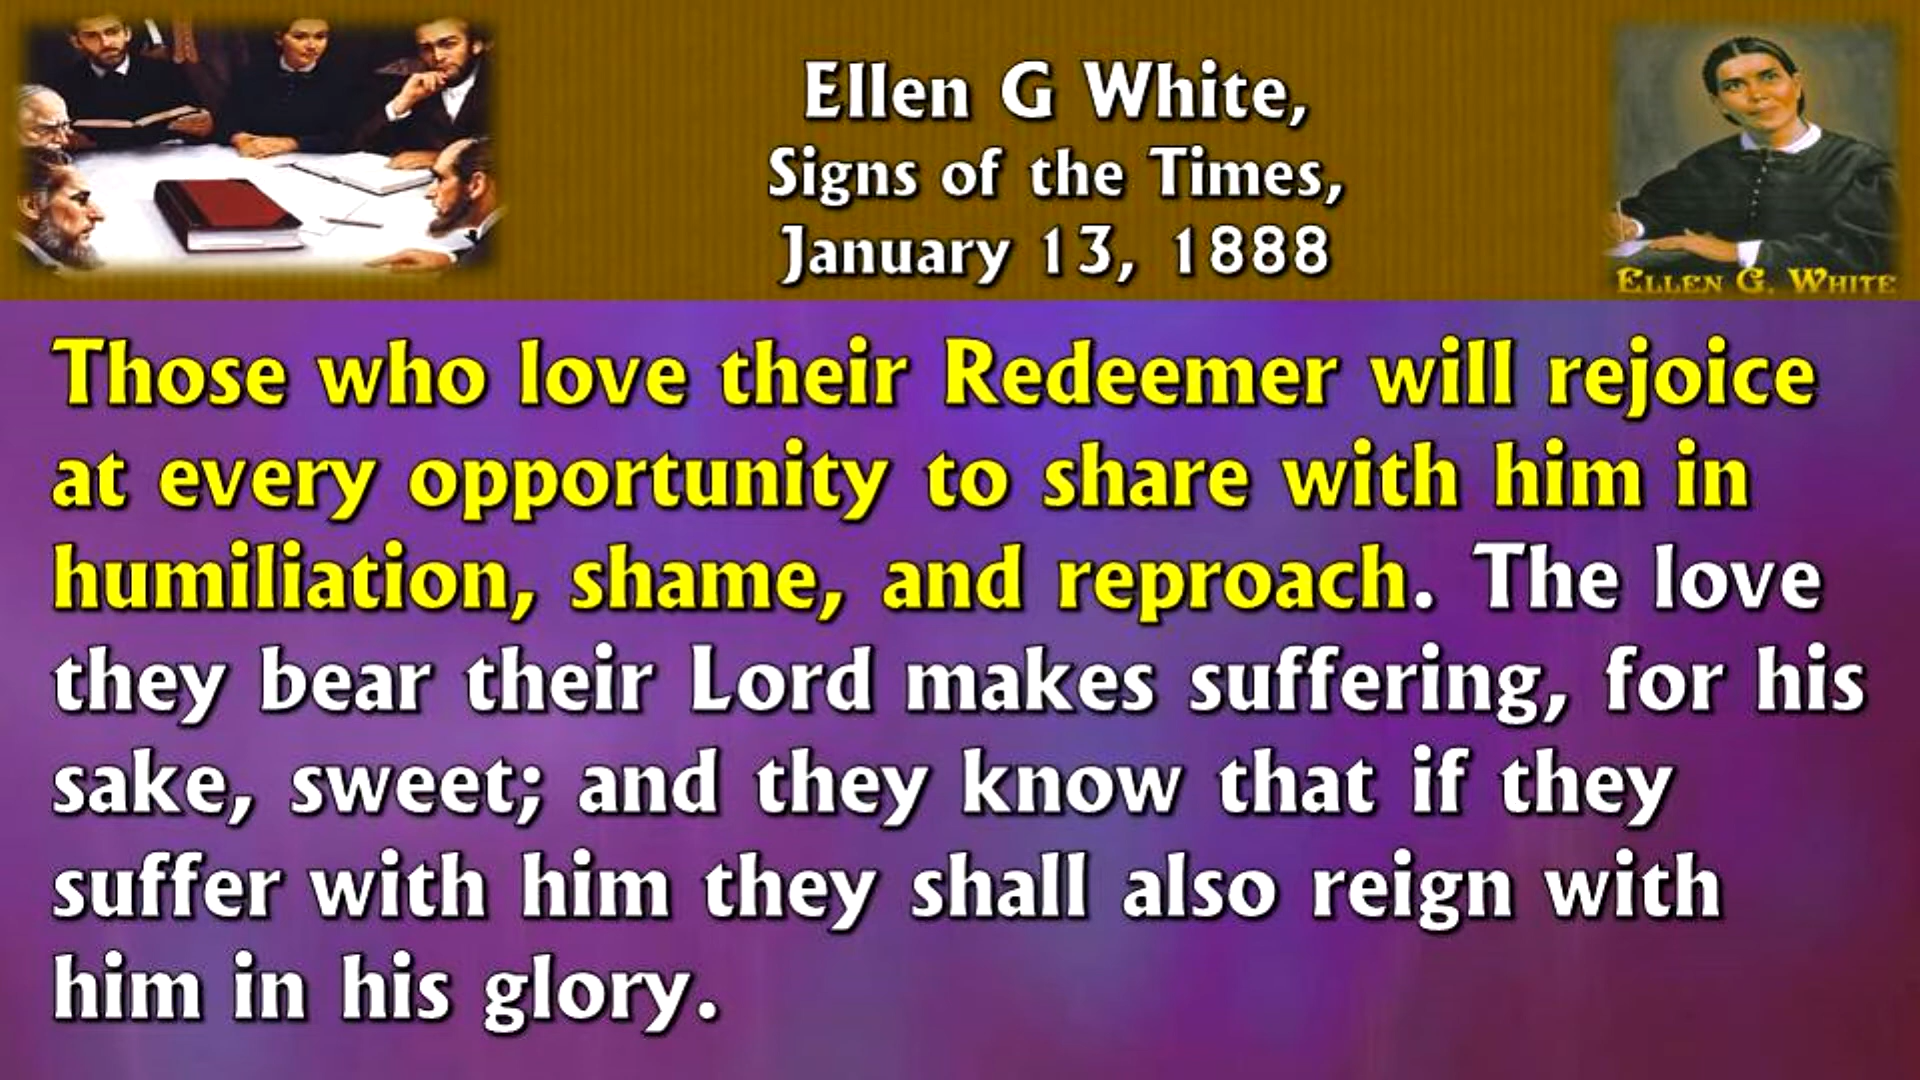 Ellen G White,
Signs of the Times,
January 13, 1888
ELLEN G. WHITE
Those who love their Redeemer will rejoice
at every opportunity to share with him in
humiliation, shame, and reproach. The love
they bear their Lord makes suffering, for his
sake, sweet; and they know that if they
suffer with him they shall also reign with
him in his glory.